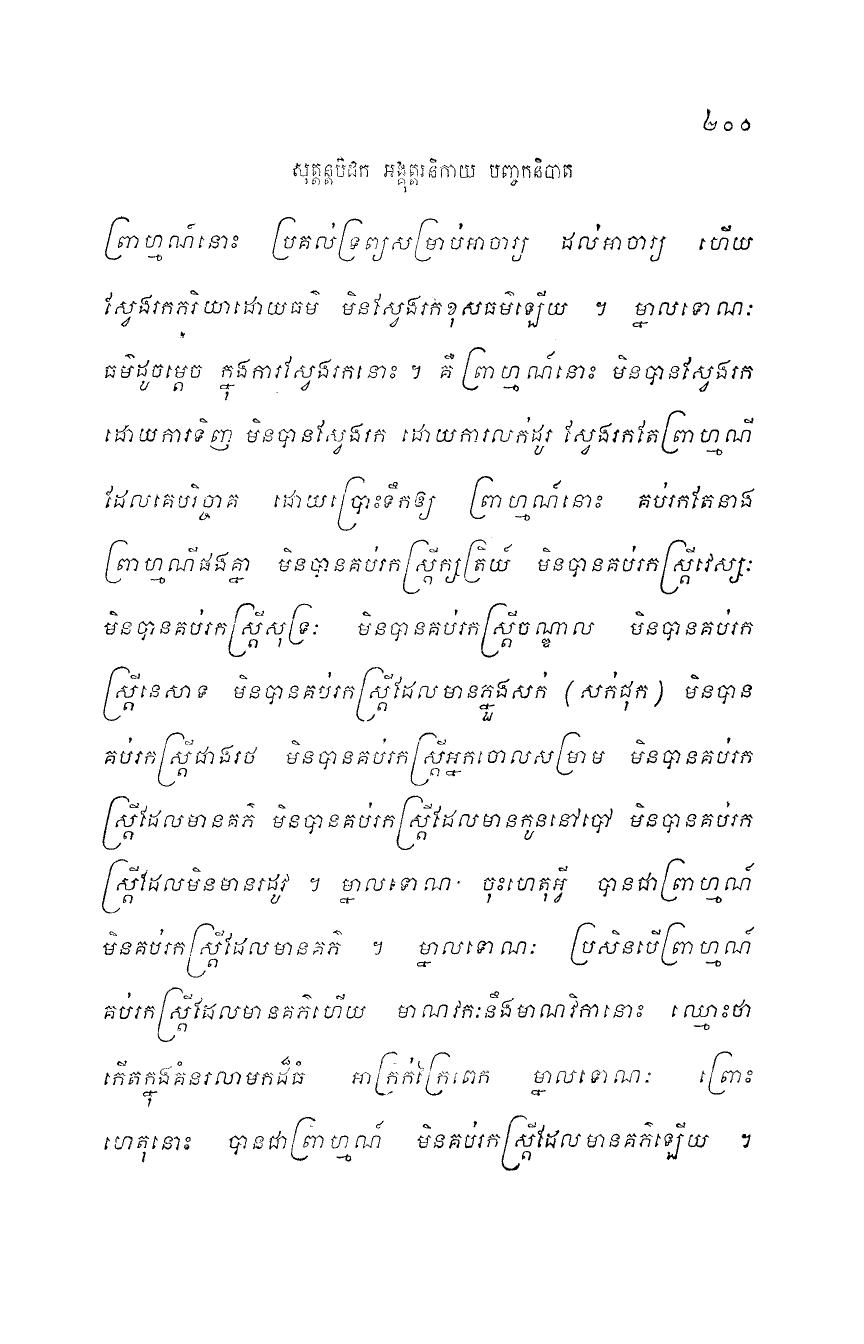 ២០០
សុត្តន្តបិដក អង្គុត្តរនិកាយ បញ្ចកនិបាត
ព្រាហ្មណ៍នោះ ប្រគល់ទ្រព្យសម្រាប់អាចារ្យ ដល់អាចារ្យ ហើយ
ស្វែងរកភរិយាដោយធម៌ មិនស្វែងរកខុសធម៌ឡើយ ។ ម្នាលទោណៈ
ធម៌ដូចម្តេច ក្នុងការស្វែងរកនោះ ។ គឺ ព្រាហ្មណ៍នោះ មិនបានស្វែងរក
ដោយការទិញ មិនបានស្វែងរក ដោយការលក់ដូរ ស្វែងរកតែព្រាហ្មណី
ដែលគេបរិច្ចាគ ដោយប្រោះទឹកឲ្យ ព្រាហ្មណ៍នោះ គប់រកតែនាង
ព្រាហ្មណីផងគ្នា មិនបានគប់រកស្ត្រីក្សត្រិយ៍ មិនបានគប់រកស្ត្រីវេស្សៈ
មិនបានគប់រកស្ត្រីសុទ្រៈ មិនបានគប់រកស្ត្រីចណ្ឌាល មិនបានគប់រក
ស្ត្រីនេសាទ មិនបានគប់រកស្ត្រីដែលមានក្នួងសក់ (សក់ជុក) មិនបាន
គប់រកស្ត្រីជាងរថ មិនបានគប់រកស្ត្រីអ្នកចោលសម្រាម មិនបានគប់រក
ស្ត្រីដែលមានគភ៌ មិនបានគប់រកស្ត្រីដែលមានកូននៅបៅ មិនបានគប់រក
ស្ត្រីដែលមិនមានរដូវ ។ ម្នាលទោណៈ ចុះហេតុអ្វី បានជាព្រាហ្មណ៍
មិនគប់រកស្ត្រីដែលមានគភ៌ ។ ម្នាលទោណៈ ប្រសិនបើព្រាហ្មណ៍
គប់រកស្ត្រីដែលមានគភ៌ហើយ មាណវកៈនឹងមាណវិកានោះ ឈ្មោះថា
កើតក្នុងគំនរលាមកដ៏ធំ អាក្រក់ក្រៃពេក ម្នាលទោណៈ ព្រោះ
ហេតុនោះ បានជាព្រាហ្មណ៍ មិនគប់រកស្ត្រីដែលមានគភ៌ឡើយ ។